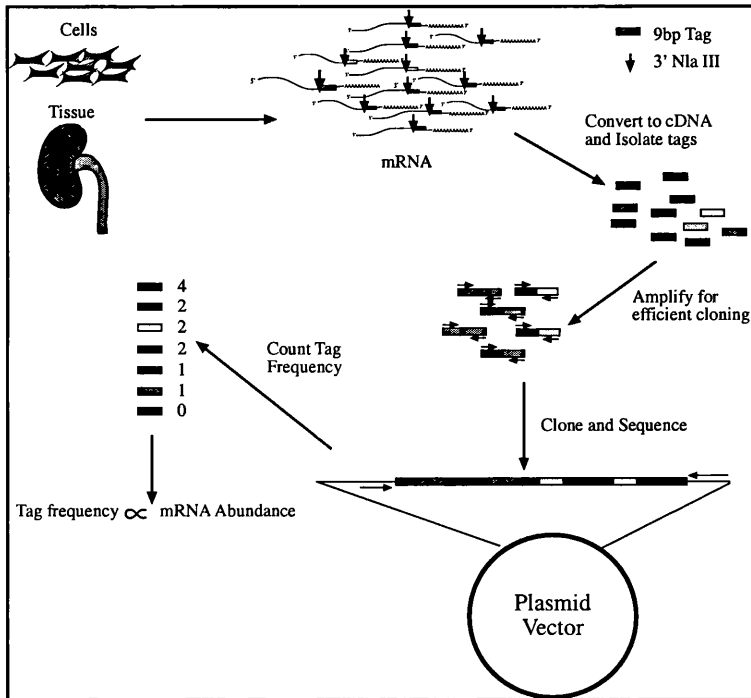 Cells
Tissue
mRNA
9bp Tag
3' Nla III
Convert to cDNA
and Isolate tags
Amplify for
efficient cloning
Clone and Sequence
Plasmid
Vector
Count Tag
Frequency
4
2
2
2
1
1
0
Tag frequency ∝ mRNA Abundance